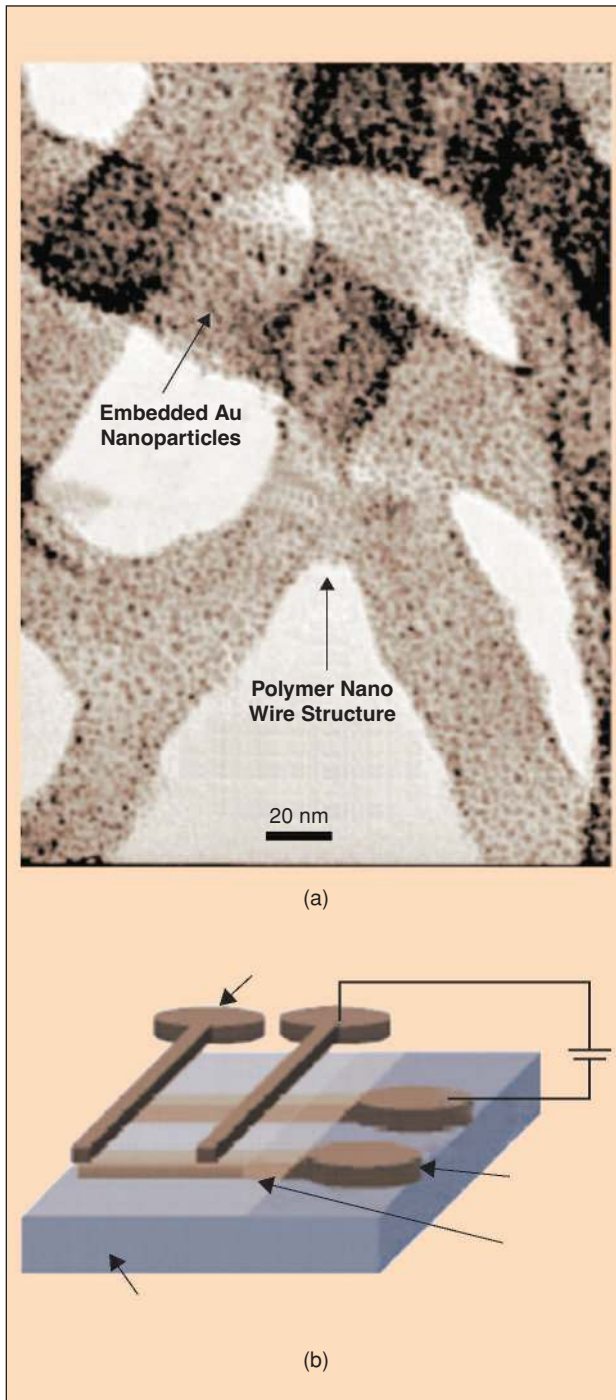 Embedded Au
Nanoparticles
Polymer Nano
Wire Structure
20 nm
(a)
(b)